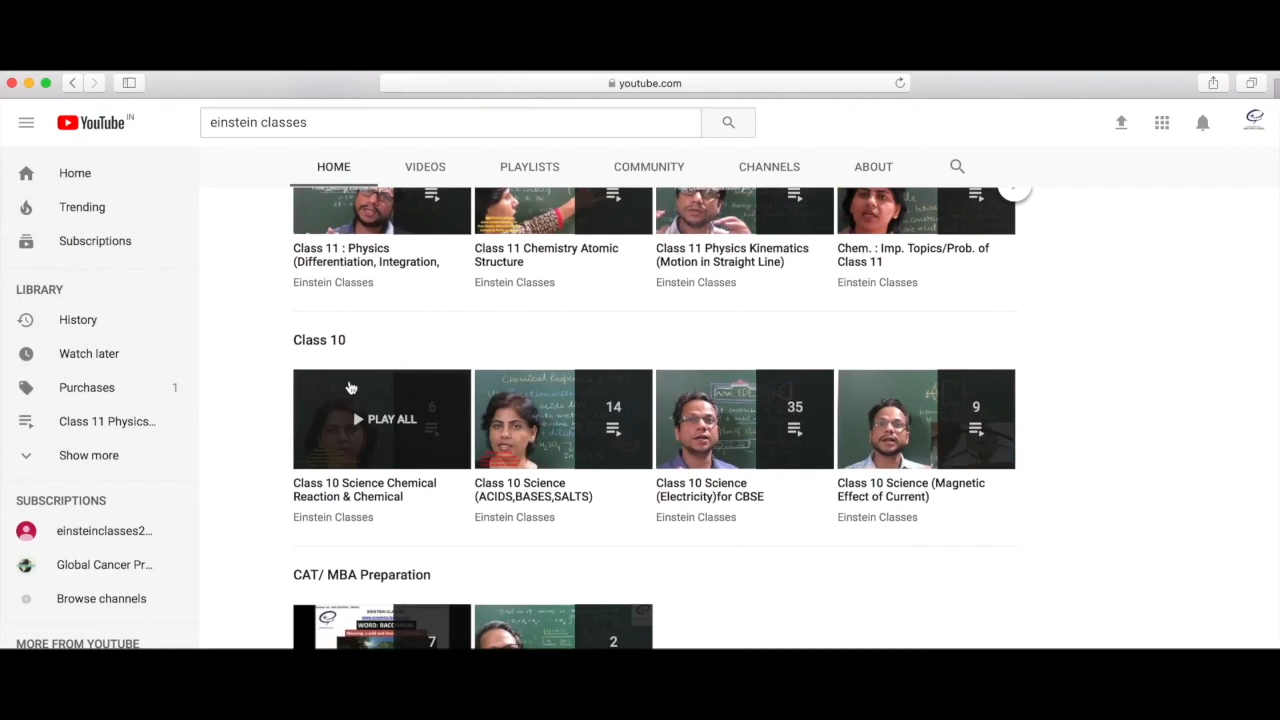 youtube.com
YouTube IN
einstein classes
HOME VIDEOS PLAYLISTS COMMUNITY CHANNELS ABOUT
Home
Trending
Subscriptions
LIBRARY
History
Watch later
Purchases 1
Class 11 Physics...
Show more
SUBSCRIPTIONS
einsteinclasses2...
Global Cancer Pr...
Browse channels
MORE FROM YOUTUBE
Class 11 : Physics
(Differentiation, Integration,
Einstein Classes
Class 11 Chemistry Atomic
Structure
Einstein Classes
Class 11 Physics Kinematics
(Motion in Straight Line)
Einstein Classes
Chem. : Imp. Topics/Prob. of
Class 11
Einstein Classes
Class 10
6
PLAY ALL
Class 10 Science Chemical
Reaction & Chemical
Einstein Classes
14
Class 10 Science
(ACIDS,BASES,SALTS)
Einstein Classes
35
Class 10 Science
(Electricity)for CBSE
Einstein Classes
9
Class 10 Science (Magnetic
Effect of Current)
Einstein Classes
CAT/ MBA Preparation
7
2